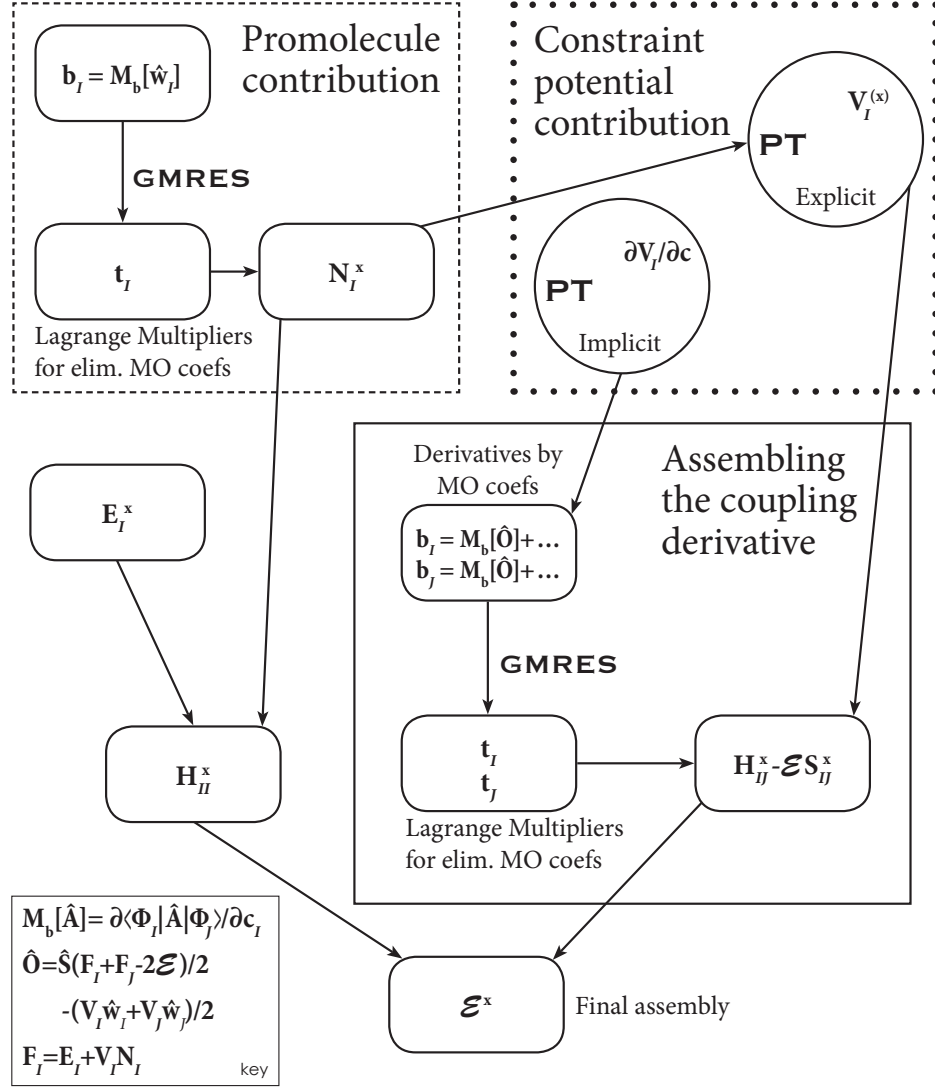 Promolecule
contribution
b_I = M_b[ŵ_I]
GMRES
t_I
N_I^x
Lagrange Multipliers
for elim. MO coefs
Constraint
potential
contribution
V_I^(x)
PT
Explicit
∂V_I/∂c
PT
Implicit
E_I^x
H_II^x
Assembling
the coupling
derivative
Derivatives by
MO coefs
b_I = M_b[Ô]+...
b_J = M_b[Ô]+...
GMRES
t_I
t_J
H_IJ^x-ℰS_IJ^x
Lagrange Multipliers
for elim. MO coefs
ℰ^x
Final assembly
M_b[Â]= ∂⟨Φ_I|Â|Φ_J⟩/∂c_I
Ô=Ŝ(F_I+F_J-2ℰ)/2
-(V_Iŵ_I+V_Jŵ_J)/2
F_I=E_I+V_IN_I
key